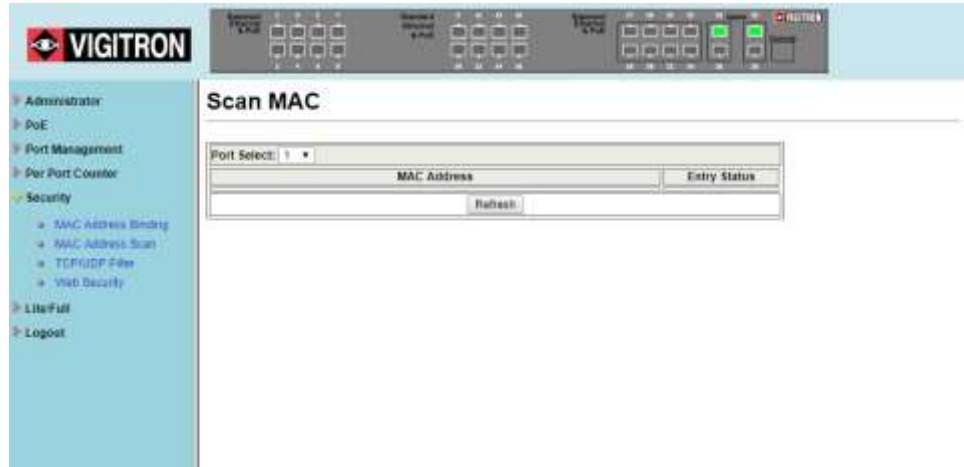 VIGITRON
Administrator
PoE
Port Management
Per Port Counter
Security
MAC Address Binding
MAC Address Scan
TCP/UDP Filter
Web Security
Lite/Full
Logout
Scan MAC
Port Select: 1
MAC Address Entry Status
Refresh